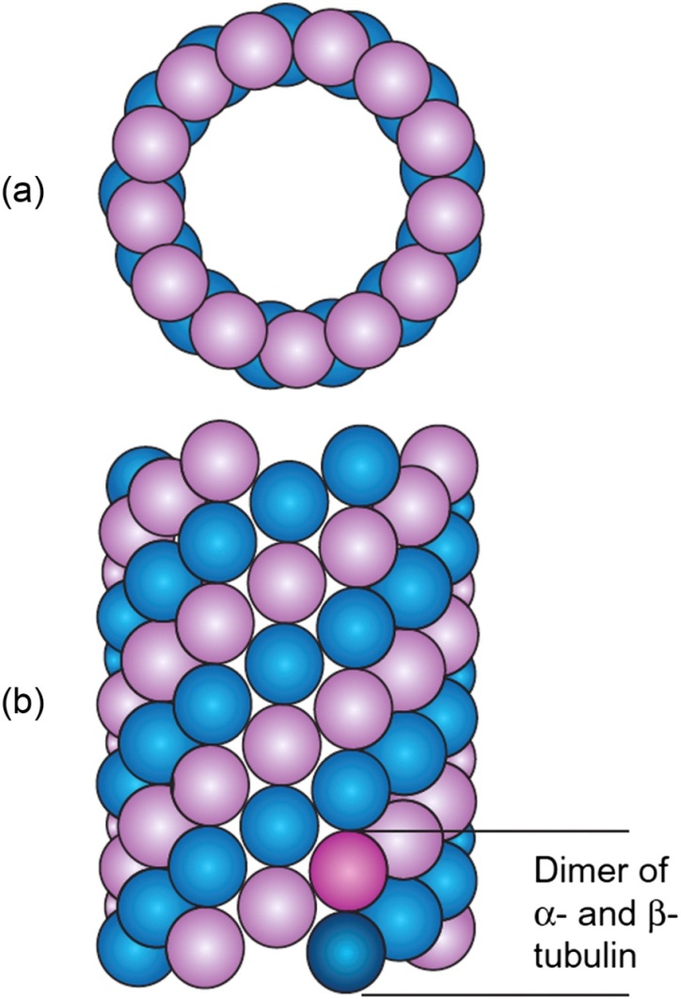 (a)
(b)
Dimer of
α- and β-
tubulin